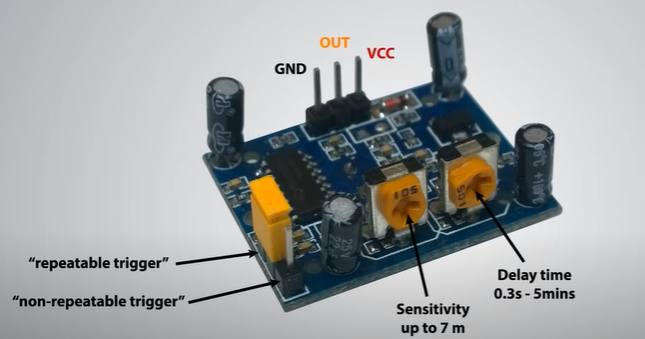 OUT
VCC
GND
105
105
"repeatable trigger"
"non-repeatable trigger"
Delay time
0.3s - 5mins
Sensitivity
up to 7 m